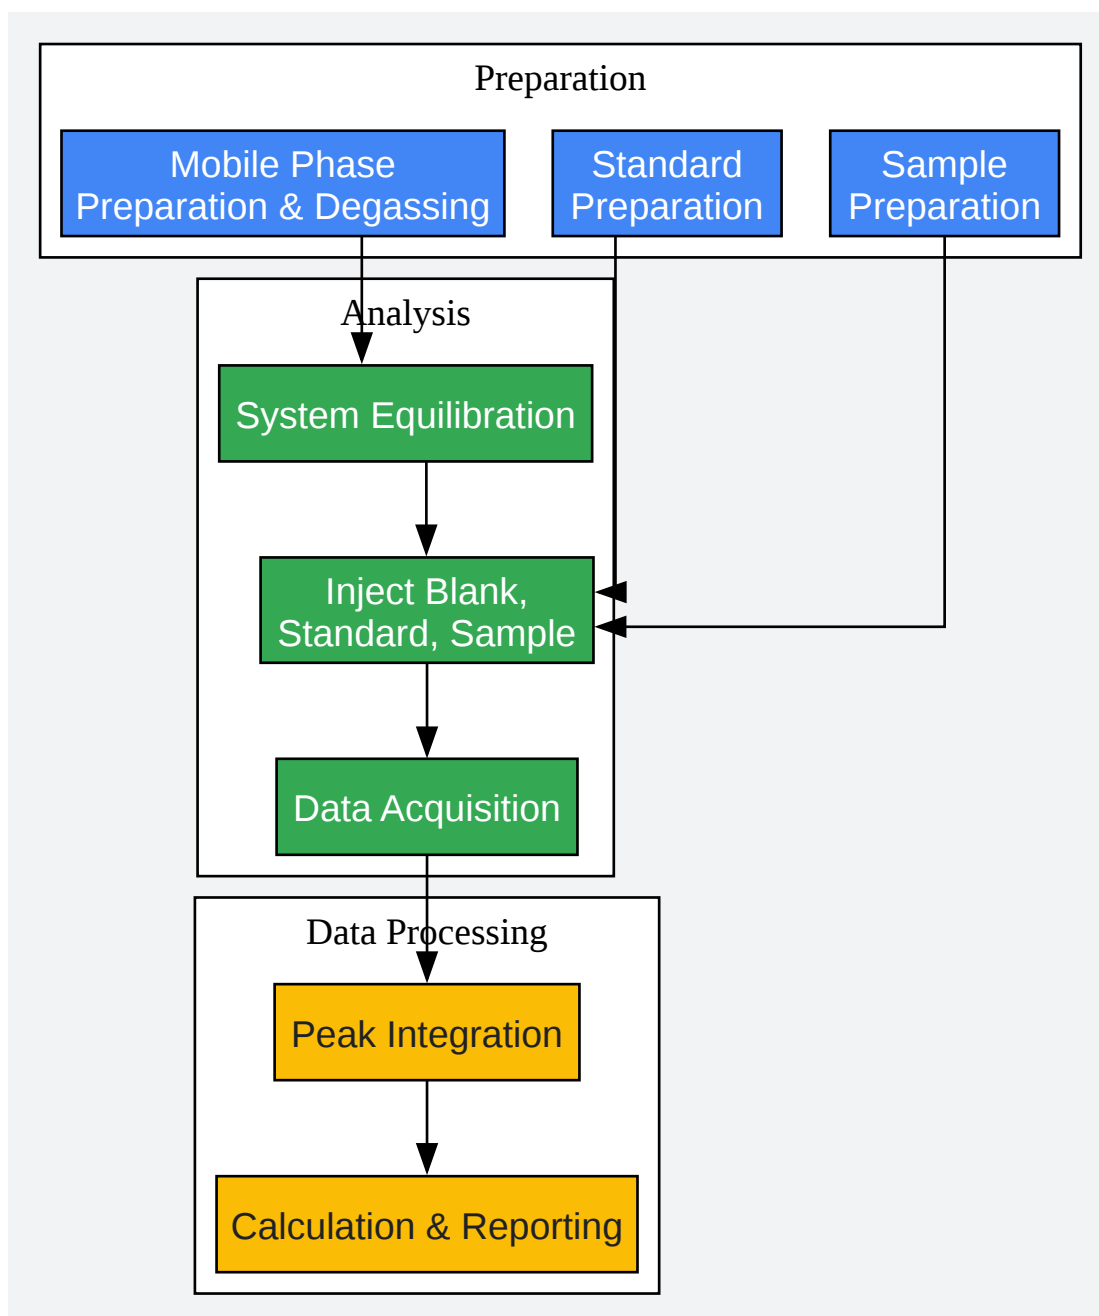 Preparation
Mobile Phase
Preparation & Degassing
Standard
Preparation
Sample
Preparation
Analysis
System Equilibration
Inject Blank,
Standard, Sample
Data Acquisition
Data Processing
Peak Integration
Calculation & Reporting